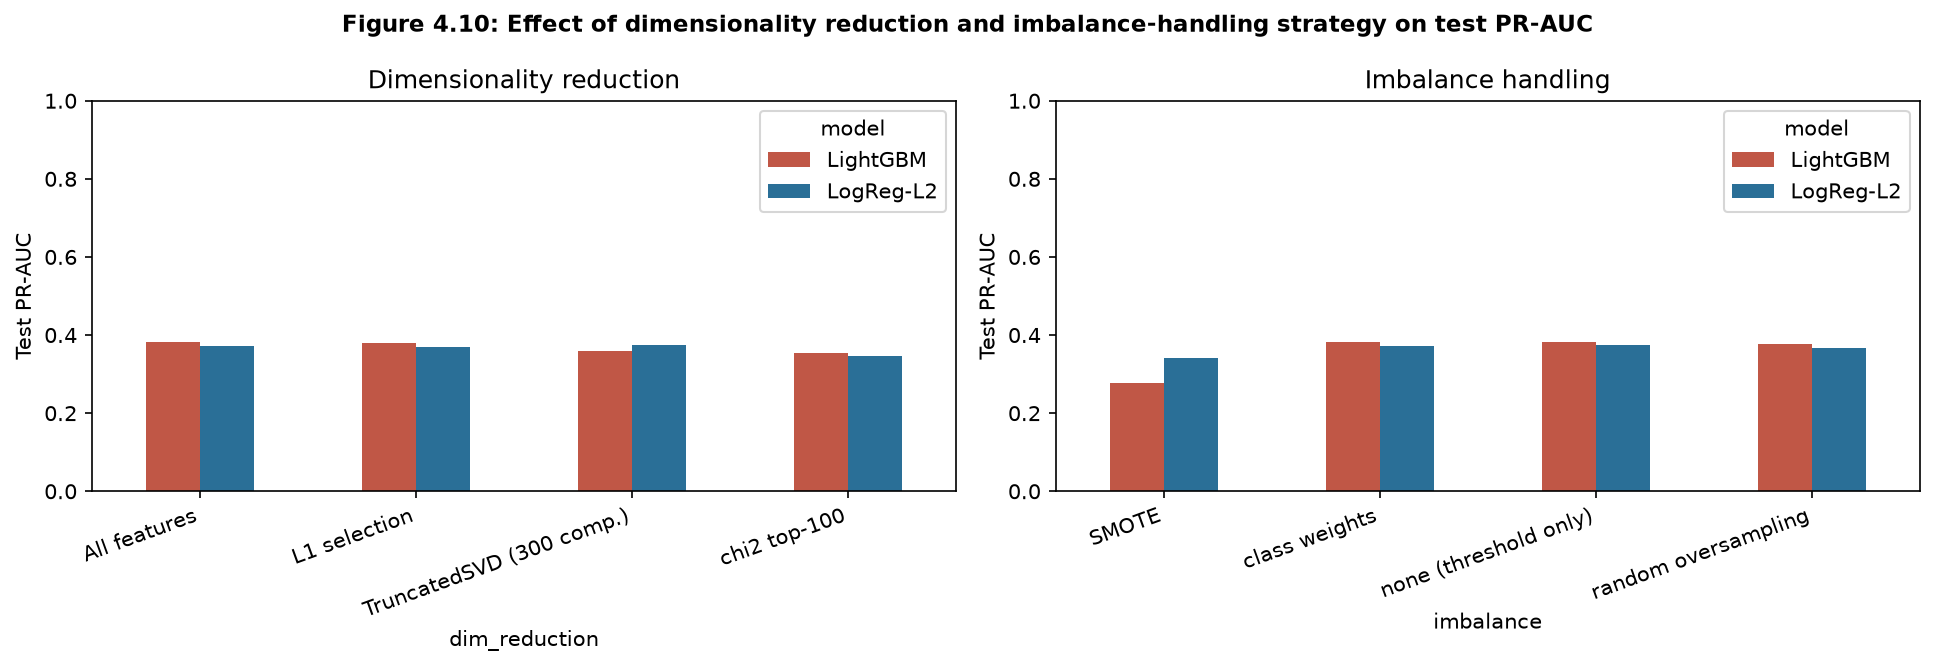 Figure 4.10: Effect of dimensionality reduction and imbalance-handling strategy on test PR-AUC
Dimensionality reduction
1.0
0.8
0.6
0.4
0.2
0.0
Test PR-AUC
model
LightGBM
LogReg-L2
All features
L1 selection
TruncatedSVD (300 comp.)
chi2 top-100
dim_reduction
Imbalance handling
1.0
0.8
0.6
0.4
0.2
0.0
Test PR-AUC
model
LightGBM
LogReg-L2
SMOTE
class weights
none (threshold only)
random oversampling
imbalance